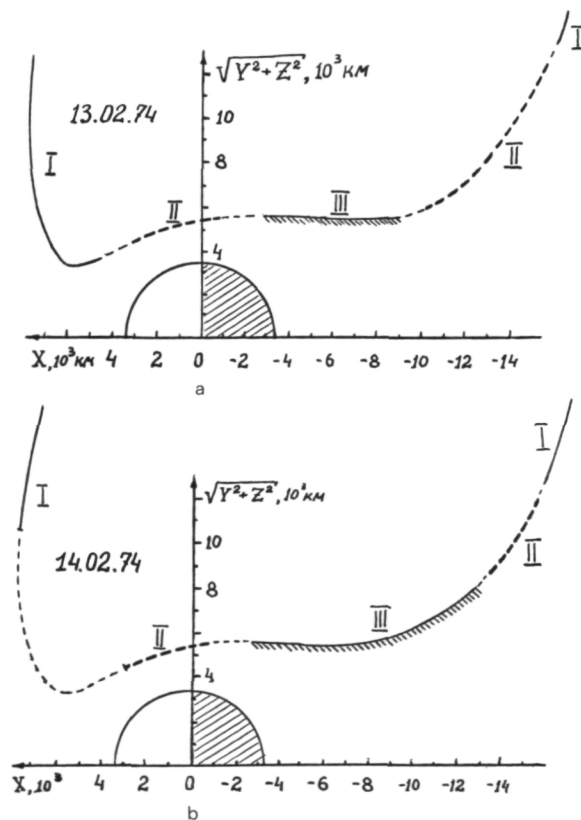 √Y²+Z², 10³ км
I
13.02.74
10
I
8
II
II
III
4
X, 10³ км 4 2 0 -2 -4 -6 -8 -10 -12 -14
a
√Y²+Z², 10³ км
I
I
10
14.02.74
II
8
III
II
4
X, 10³ 4 2 0 -2 -4 -6 -8 -10 -12 -14
b